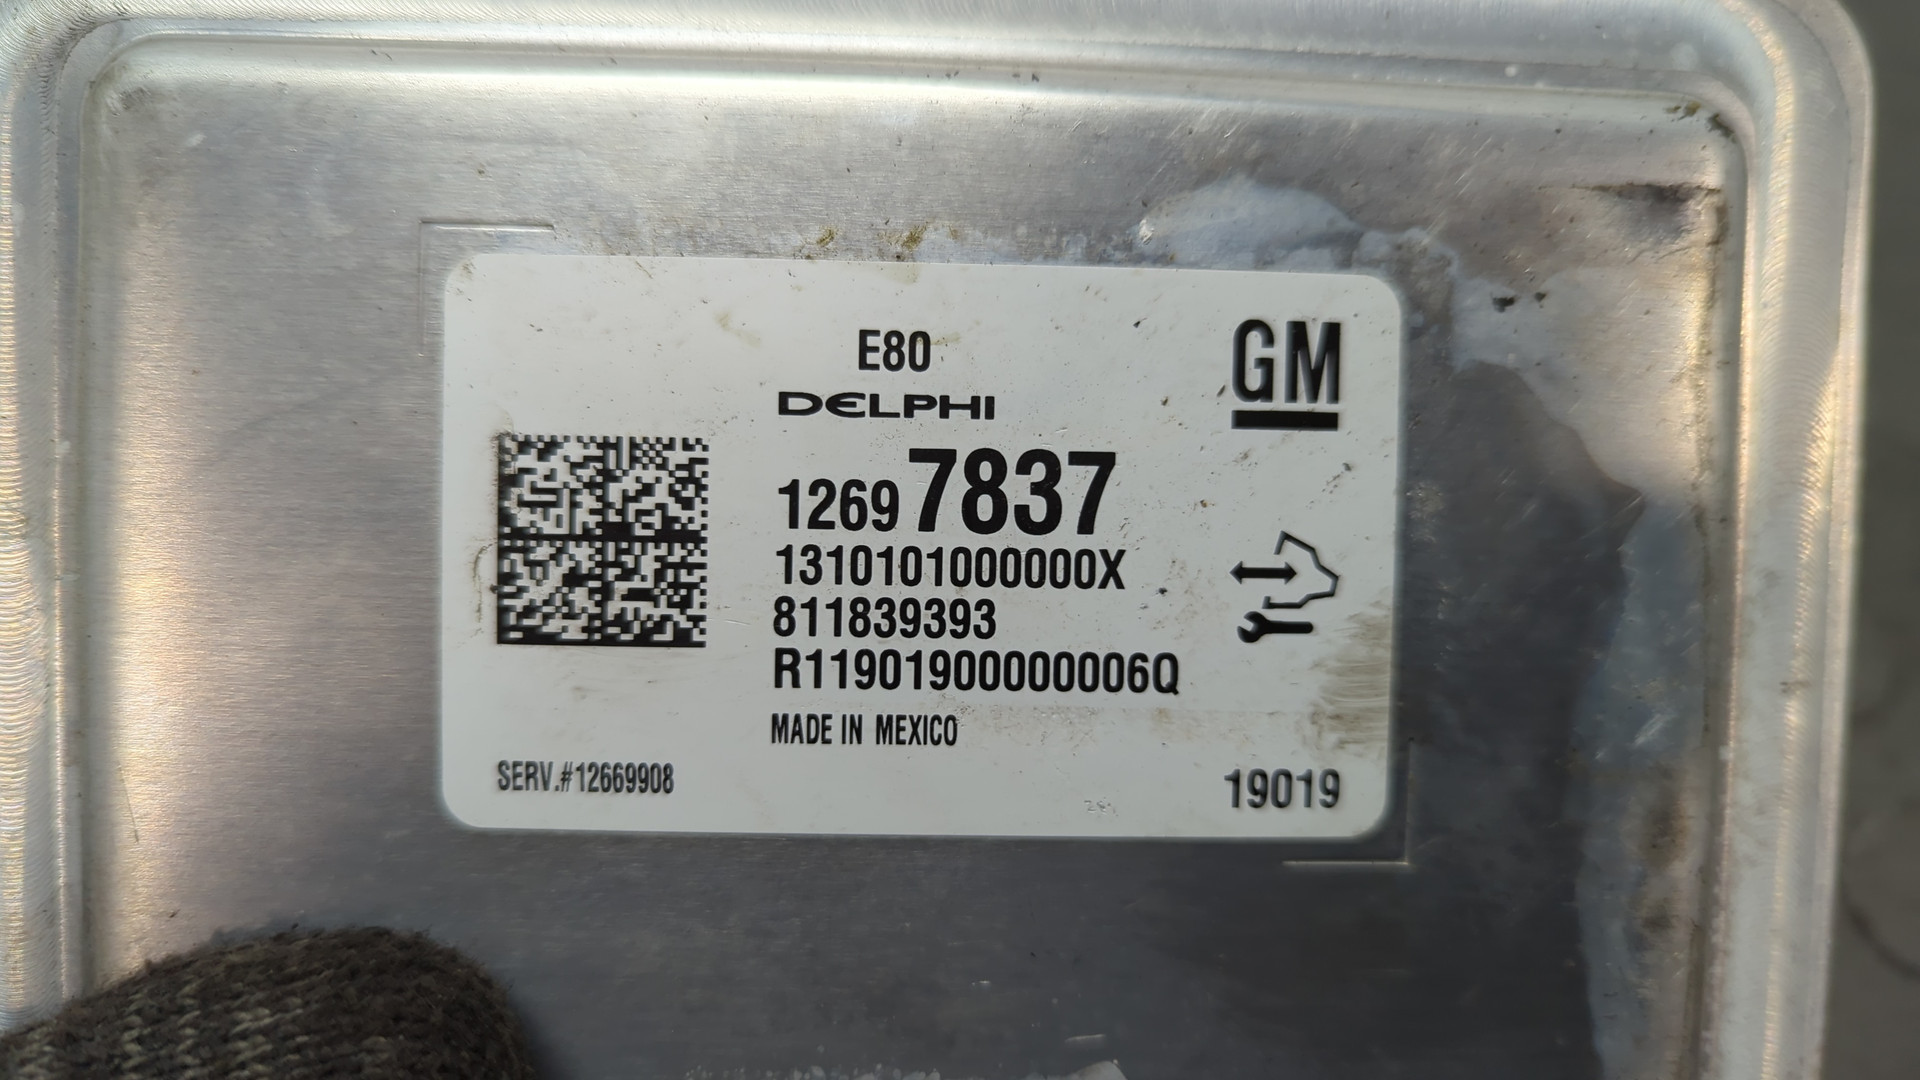 E80
GM
DELPHI
12697837
1310101000000X
811839393
R11901900000006Q
MADE IN MEXICO
SERV.#12669908
19019